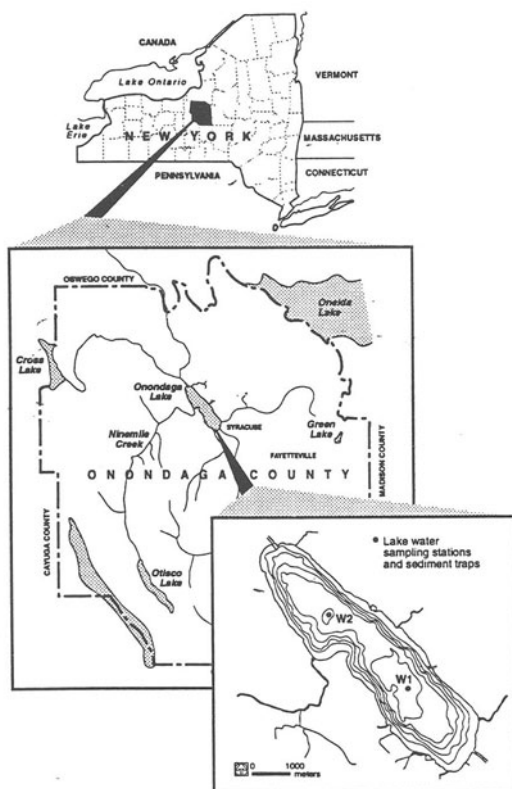 CANADA
Lake Ontario
VERMONT
Lake
Erie
NEW YORK
MASSACHUSETTS
CONNECTICUT
PENNSYLVANIA
OSWEGO COUNTY
Oneida
Lake
Cross
Lake
Onondaga
Lake
SYRACUSE
Green
Lake
Ninemile
Creek
FAYETTEVILLE
MADISON COUNTY
ONONDAGA COUNTY
CAYUGA COUNTY
Otisco
Lake
Lake water
sampling stations
and sediment traps
W2
W1
0 1000
meters